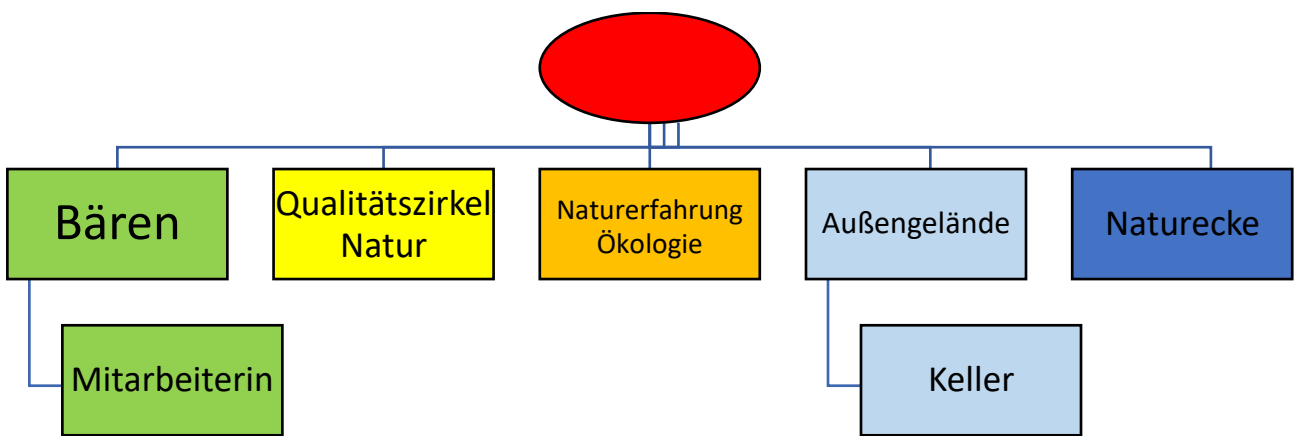 Bären
Qualitätszirkel
Natur
Naturerfahrung
Ökologie
Außengelände
Naturecke
Mitarbeiterin
Keller